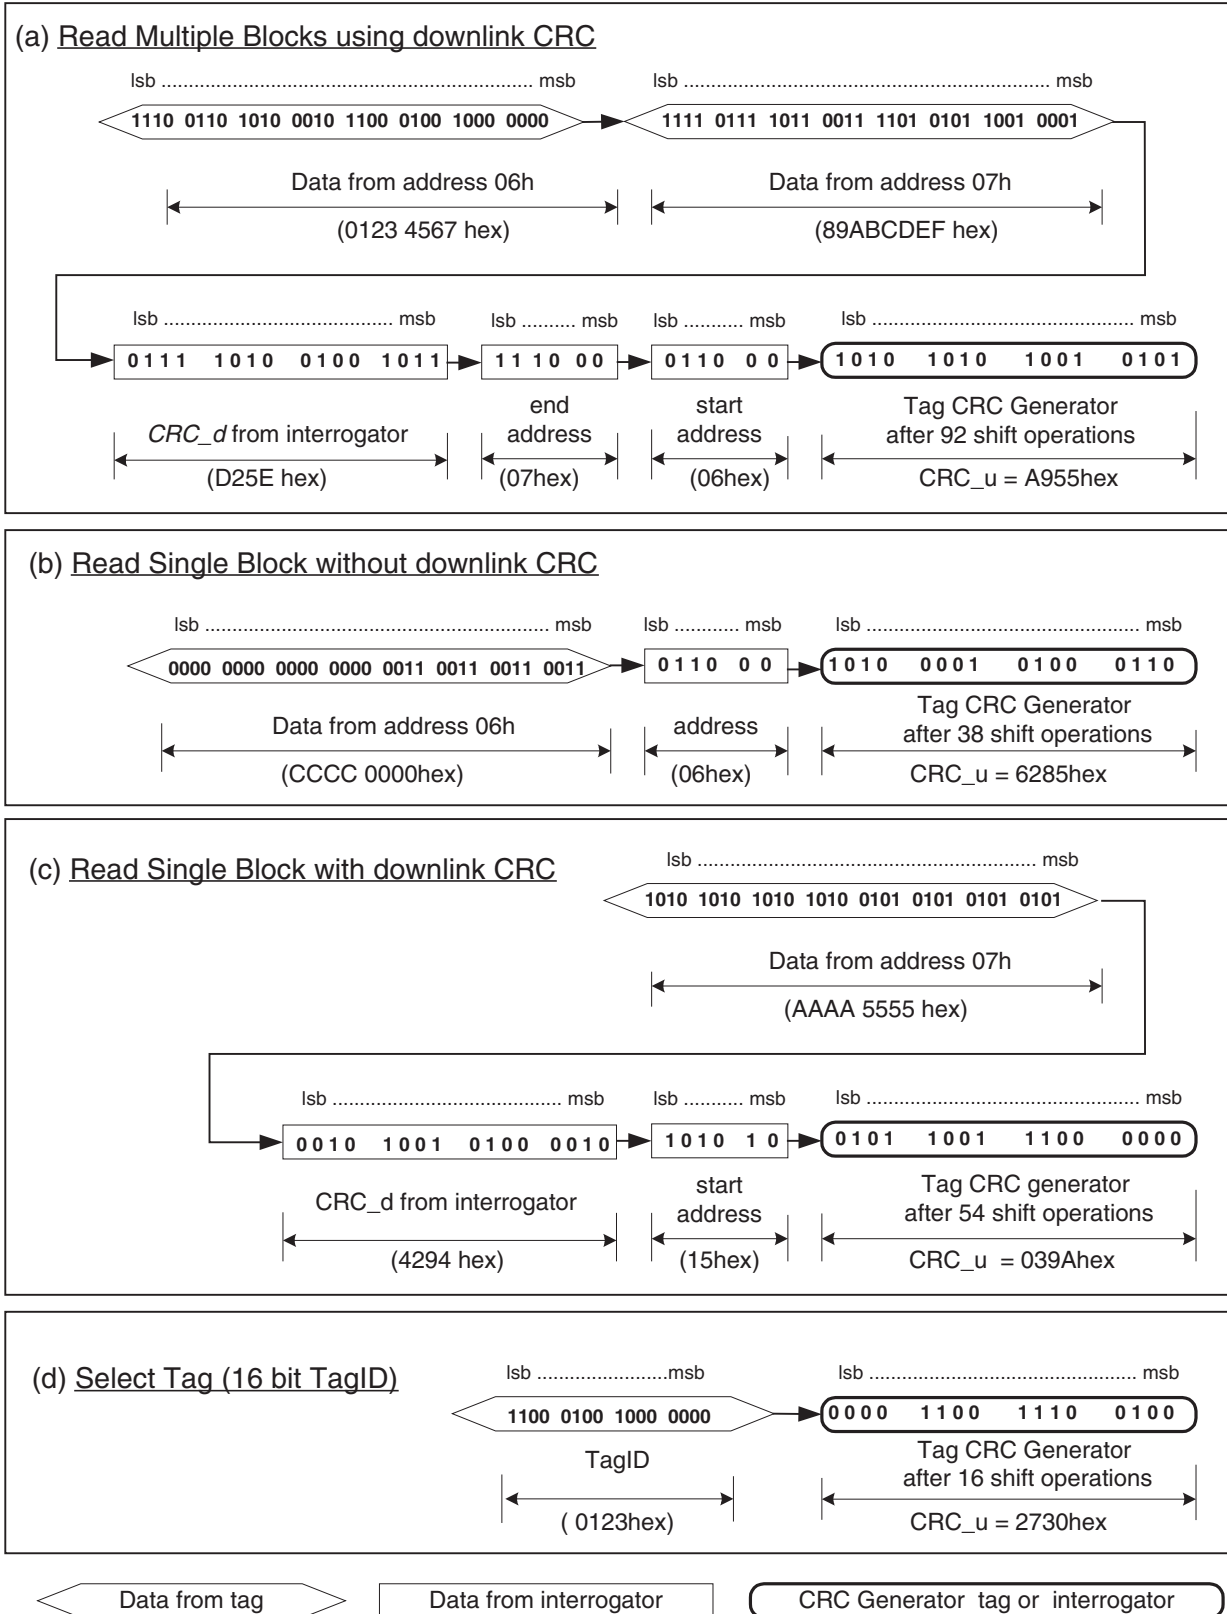 (a) Read Multiple Blocks using downlink CRC
lsb ..................................................................... msb lsb .................................................................... msb
1110 0110 1010 0010 1100 0100 1000 0000 1111 0111 1011 0011 1101 0101 1001 0001
Data from address 06h Data from address 07h
(0123 4567 hex) (89ABCDEF hex)
lsb ........................................... msb lsb .......... msb lsb ........... msb lsb ................................................. msb
0111 1010 0100 1011 1110 00 0110 00 1010 1010 1001 0101
CRC_d from interrogator end address start address Tag CRC Generator after 92 shift operations
(D25E hex) (07hex) (06hex) CRC_u = A955hex
(b) Read Single Block without downlink CRC
lsb ................................................................ msb lsb ............ msb lsb ................................................... msb
0000 0000 0000 0000 0011 0011 0011 0011 0110 00 1010 0001 0100 0110
Data from address 06h address Tag CRC Generator after 38 shift operations
(CCCC 0000hex) (06hex) CRC_u = 6285hex
(c) Read Single Block with downlink CRC
lsb ............................................................... msb
1010 1010 1010 1010 0101 0101 0101 0101
Data from address 07h
(AAAA 5555 hex)
lsb ........................................... msb lsb ........... msb lsb ................................................... msb
0010 1001 0100 0010 1010 10 0101 1001 1100 0000
CRC_d from interrogator start address Tag CRC generator after 54 shift operations
(4294 hex) (15hex) CRC_u = 039Ahex
(d) Select Tag (16 bit TagID)
lsb ........................msb lsb .................................................. msb
1100 0100 1000 0000 0000 1100 1110 0100
TagID Tag CRC Generator after 16 shift operations
( 0123hex) CRC_u = 2730hex
Data from tag Data from interrogator CRC Generator tag or interrogator